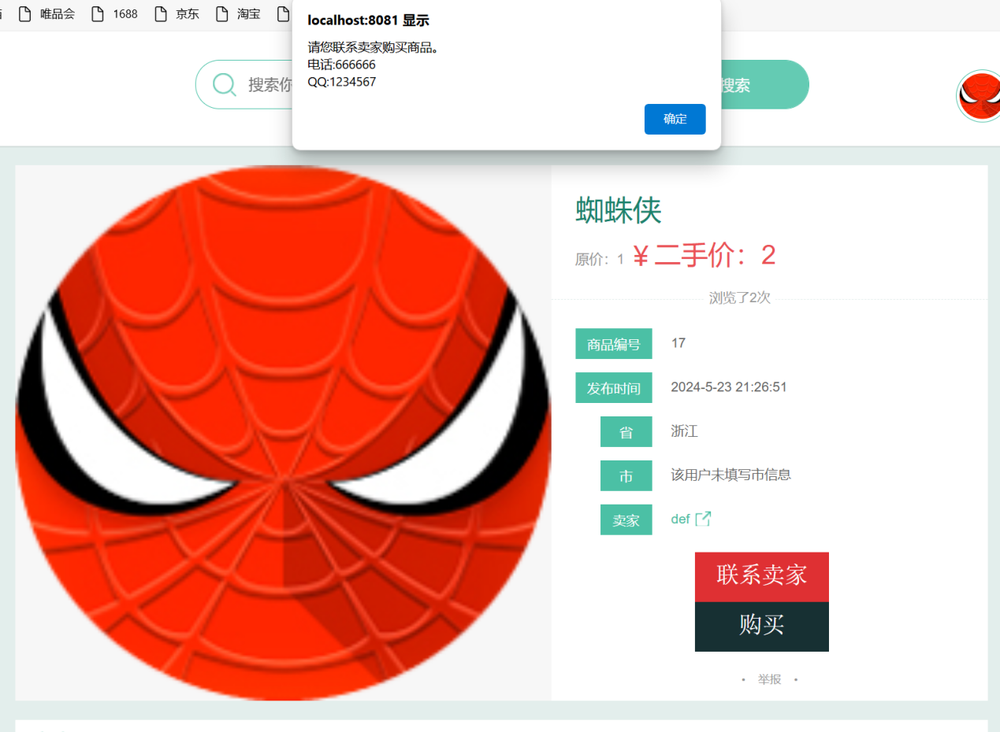 唯品会 1688 京东 淘宝
localhost:8081 显示
请您联系卖家购买商品。
电话:666666
QQ:1234567
确定
搜索你
搜索
蜘蛛侠
原价：1 ¥二手价：2
浏览了2次
商品编号 17
发布时间 2024-5-23 21:26:51
省 浙江
市 该用户未填写市信息
卖家 def
联系卖家
购买
• 举报 •